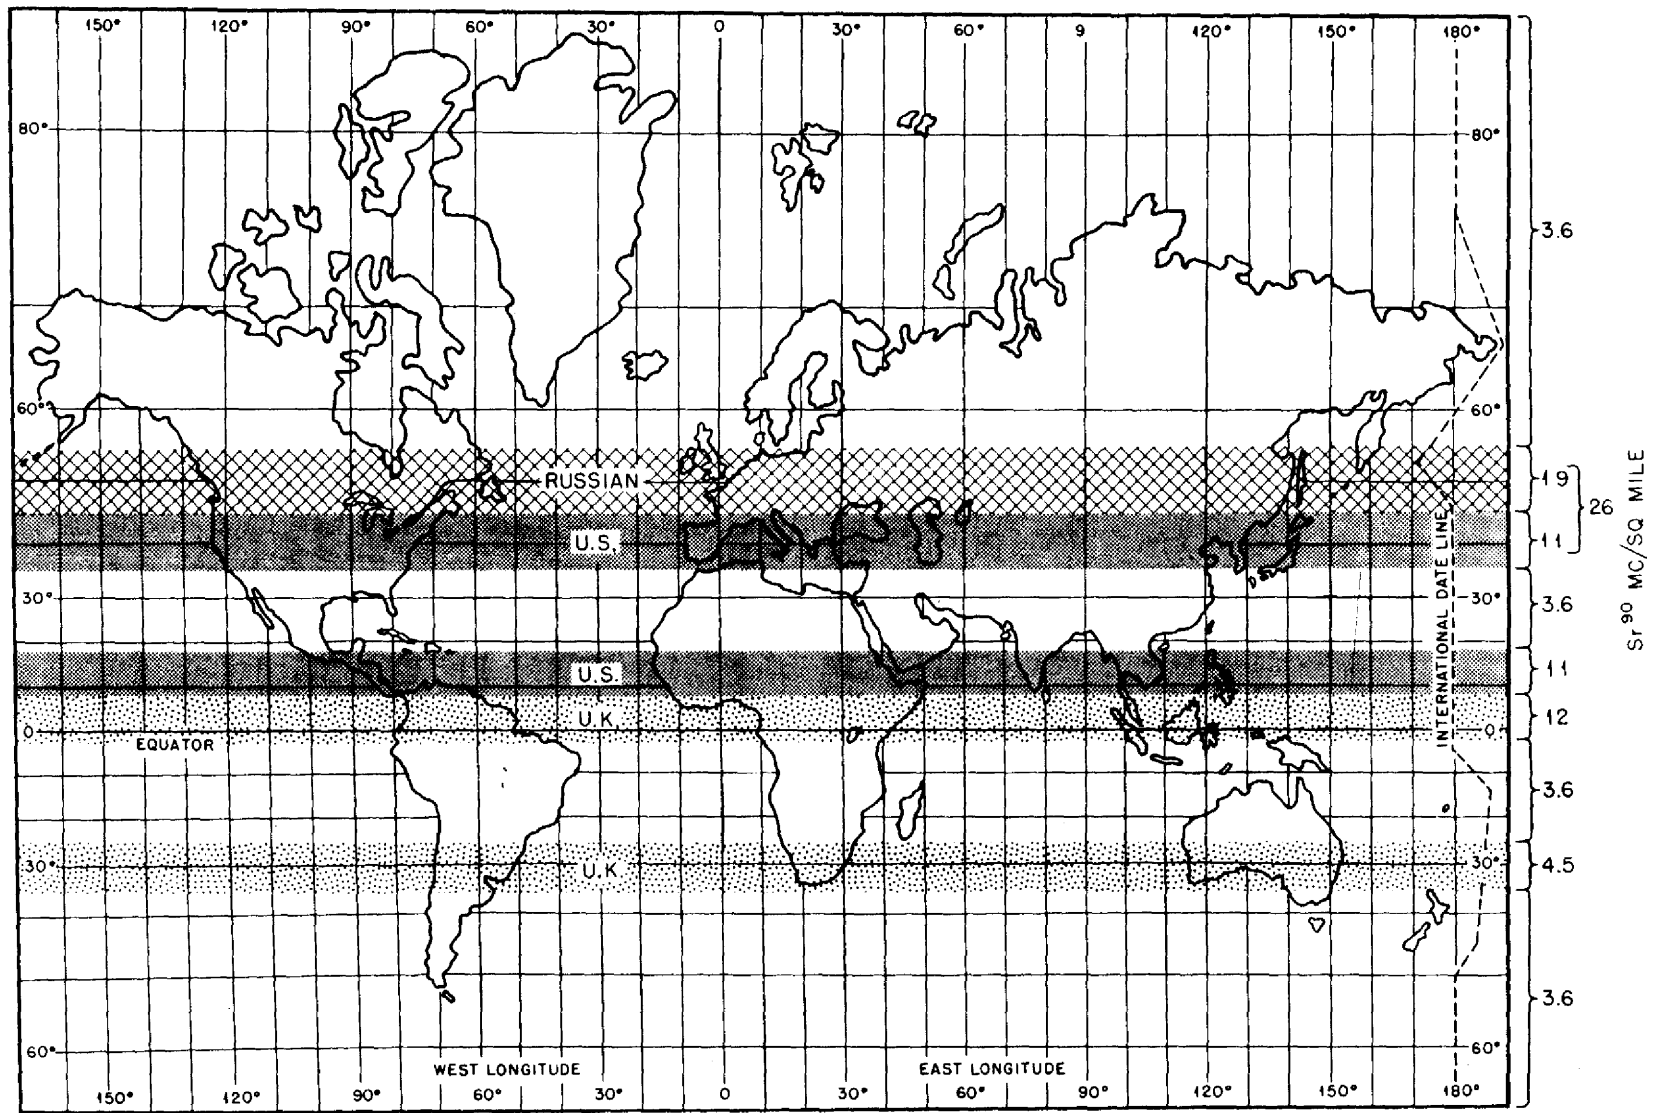 150° 120° 90° 60° 30° 0 30° 60° 9 120° 150° 180°
80° 80°
3.6
60° 60°
RUSSIAN
19
26
U.S.
11
30° 30°
3.6
U.S.
11
U.K.
12
0 0
EQUATOR
3.6
30° 30°
U.K
4.5
3.6
60° 60°
WEST LONGITUDE EAST LONGITUDE
150° 120° 90° 60° 30° 0 30° 60° 90° 120° 150° 180°
INTERNATIONAL DATE LINE
Sr⁹⁰ MC/SQ MILE